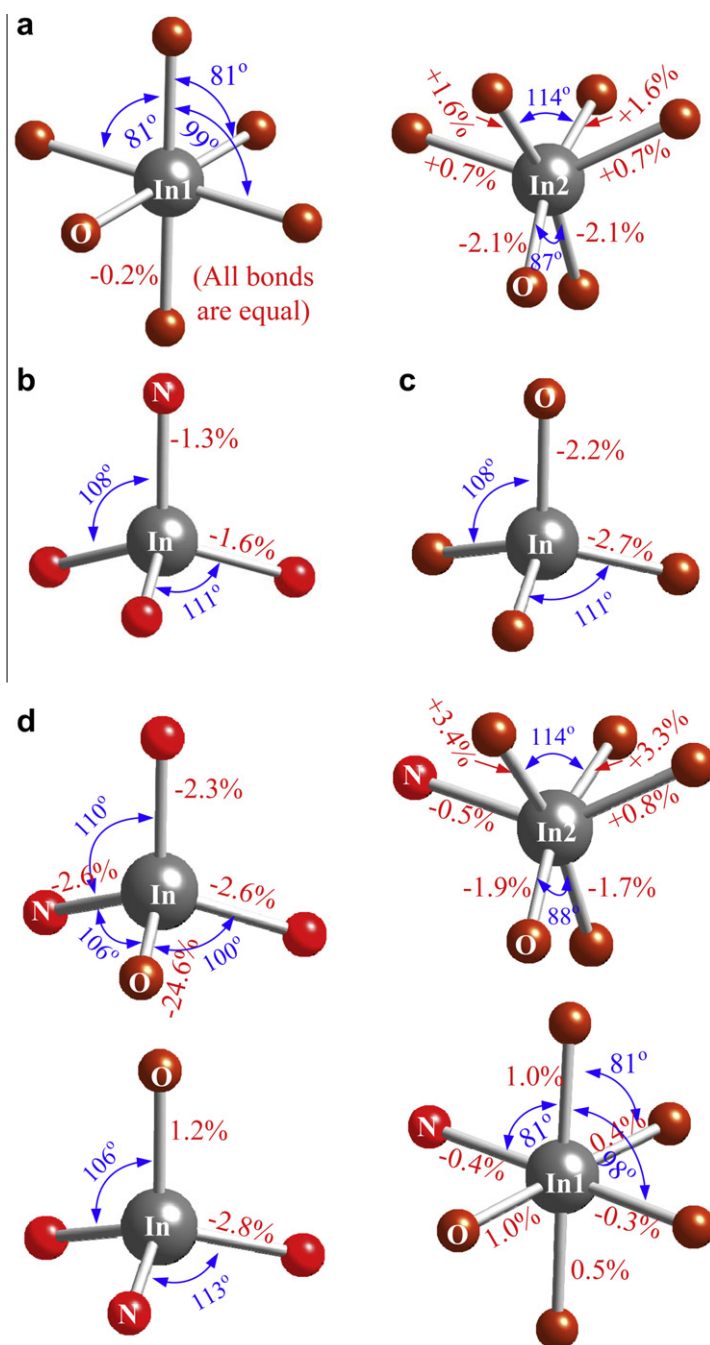 a
81°
81°
99°
In1
O
-0.2%
(All bonds
are equal)
+1.6%
114°
+1.6%
+0.7%
In2
+0.7%
-2.1%
-2.1%
87°
O
b
N
-1.3%
108°
In
-1.6%
111°
c
O
-2.2%
108°
In
-2.7%
111°
d
-2.3%
110°
-2.6%
In
-2.6%
N
106°
100°
O
-24.6%
+3.4%
114°
+3.3%
N
-0.5%
In2
+0.8%
-1.9%
-1.7%
88°
O
O
1.2%
106°
In
-2.8%
N
113°
1.0%
81°
N
81°
0.4%
-0.4%
98°
In1
O
1.0%
-0.3%
0.5%